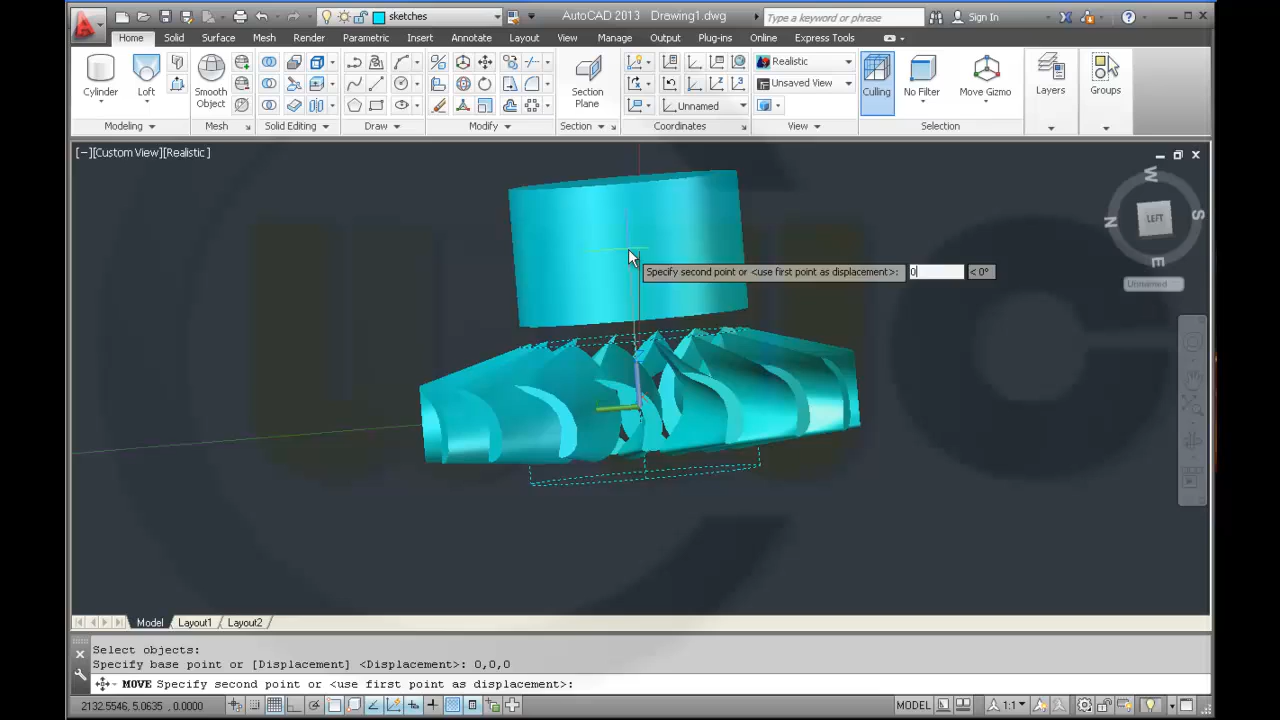 AutoCAD 2013 Drawing1.dwg
sketches
Type a keyword or phrase
Sign In
Home Solid Surface Mesh Render Parametric Insert Annotate Layout View Manage Output Plug-ins Online Express Tools
Cylinder
Loft
Smooth
Object
Section
Plane
Realistic
Unsaved View
Unnamed
Culling
No Filter
Move Gizmo
Layers
Groups
Modeling
Mesh
Solid Editing
Draw
Modify
Section
Coordinates
View
Selection
[−][Custom View][Realistic ]
W
N
LEFT
S
E
Unnamed
Specify second point or <use first point as displacement>: 0 < 0°
Model Layout1 Layout2
Select objects:
Specify base point or [Displacement] <Displacement>: 0,0,0
MOVE Specify second point or <use first point as displacement>:
2132.5546, 5.0635 , 0.0000
MODEL
1:1